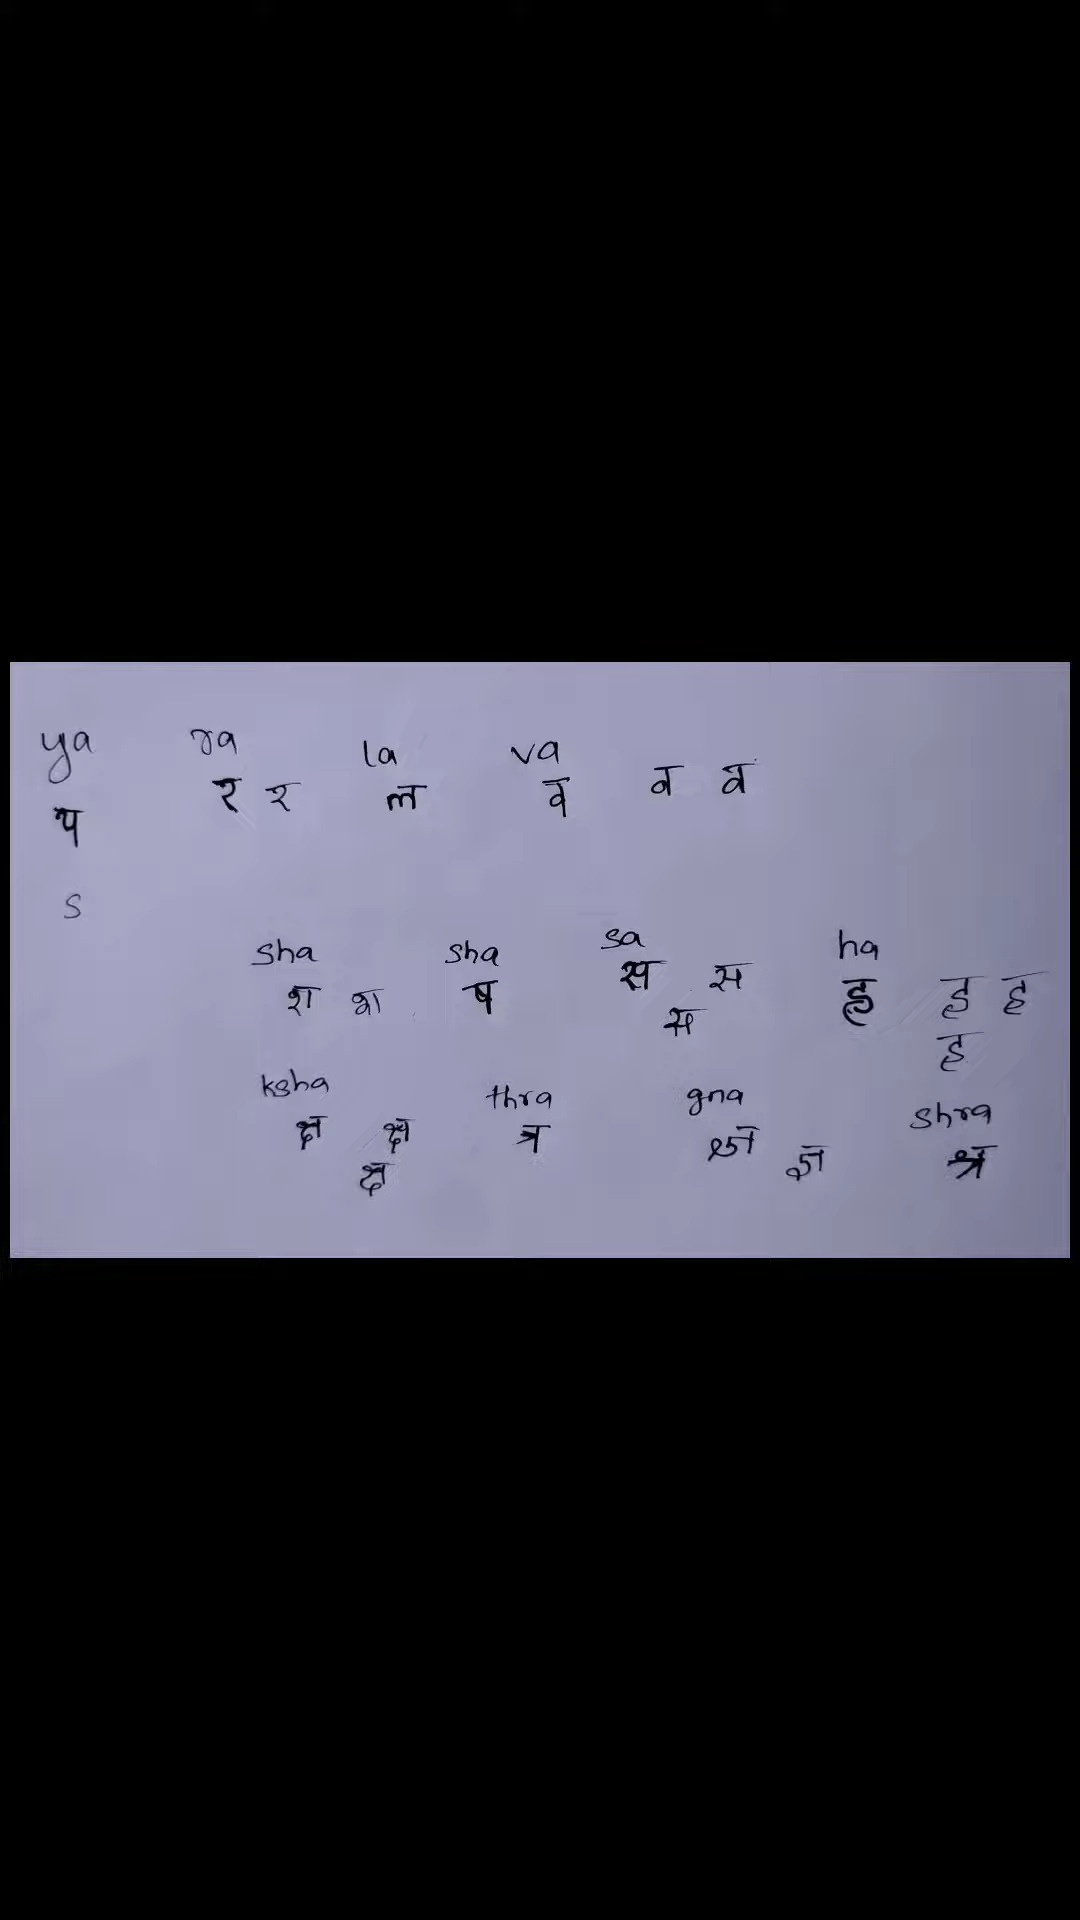 ya ra la va
य र र ल व व व
s
sha sha sa ha
श श ष स स ह ह ह
स ह
ksha thra gna shra
क्ष क्ष त्र ज्ञ ज्ञ श्र
क्ष